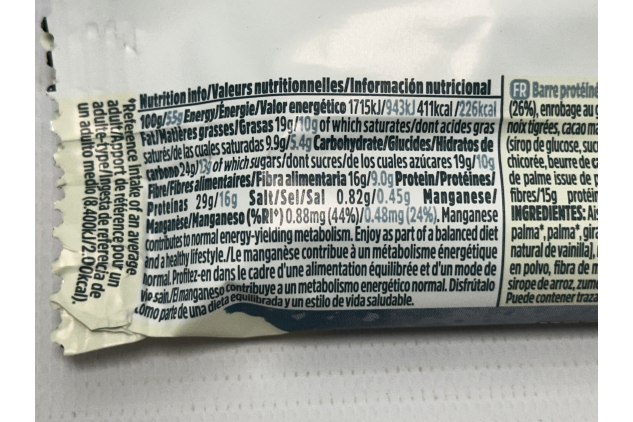 Nutrition info/Valeurs nutritionnelles/Información nutricional
100g/55g Energy/Énergie/Valor energético 1715kJ/943kJ 411kcal/226kcal
Fat/Matières grasses/Grasas 19g/10g of which saturates/dont acides gras
saturés/de las cuales saturadas 9.9g/5.4g Carbohydrate/Glucides/Hidratos de
carbono 24g/13g of which sugars/dont sucres/de los cuales azúcares 19g/10g
Fibre/Fibres alimentaires/Fibra alimentaria 16g/9.0g Protein/Protéines/
Proteínas 29g/16g Salt/Sel/Sal 0.82g/0.45g Manganese/
Manganèse/Manganeso (%RI*) 0.88mg (44%)/0.48mg (24%). Manganese
contributes to normal energy-yielding metabolism. Enjoy as part of a balanced diet
and a healthy lifestyle./Le manganèse contribue à un métabolisme énergétique
normal. Profitez-en dans le cadre d'une alimentation équilibrée et d'un mode de
vie sain./El manganeso contribuye a un metabolismo energético normal. Disfrútalo
como parte de una dieta equilibrada y un estilo de vida saludable.
*Reference Intake of an average
adult/Apport de référence pour un
adulte-type/Ingesta de referencia de
un adulto medio (8.400kJ/2.000kcal),
FR Barre protéiné
(26%), enrobage au g
noix tigrées, cacao ma
(sirop de glucose, suc
chicorée, beurre de ca
de palme issue de p
fibres/15g protéin
INGREDIENTES: Ais
palma*, palma*, gira
natural de vainilla),
en polvo, fibra de m
sirope de arroz, zumo
Puede contener traza